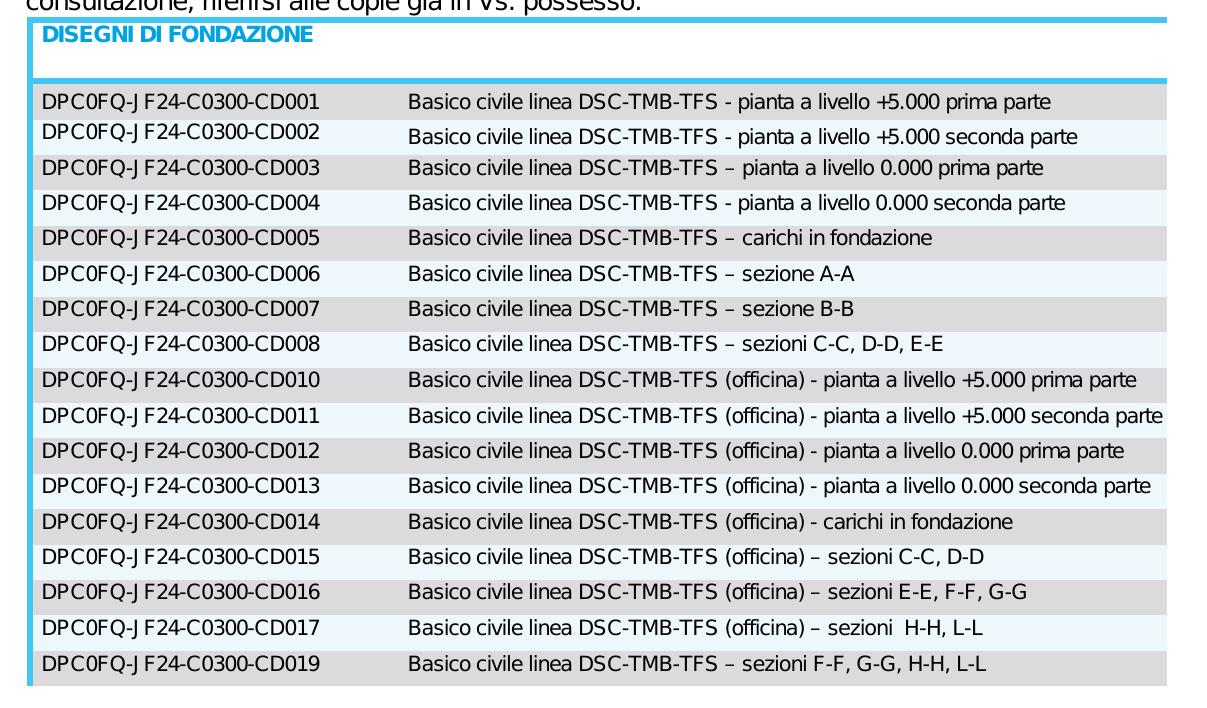 consultazione, riferirsi alle copie già in Vs. possesso.
DISEGNI DI FONDAZIONE
DPC0FQ-JF24-C0300-CD001 Basico civile linea DSC-TMB-TFS - pianta a livello +5.000 prima parte
DPC0FQ-JF24-C0300-CD002 Basico civile linea DSC-TMB-TFS - pianta a livello +5.000 seconda parte
DPC0FQ-JF24-C0300-CD003 Basico civile linea DSC-TMB-TFS – pianta a livello 0.000 prima parte
DPC0FQ-JF24-C0300-CD004 Basico civile linea DSC-TMB-TFS - pianta a livello 0.000 seconda parte
DPC0FQ-JF24-C0300-CD005 Basico civile linea DSC-TMB-TFS – carichi in fondazione
DPC0FQ-JF24-C0300-CD006 Basico civile linea DSC-TMB-TFS – sezione A-A
DPC0FQ-JF24-C0300-CD007 Basico civile linea DSC-TMB-TFS – sezione B-B
DPC0FQ-JF24-C0300-CD008 Basico civile linea DSC-TMB-TFS – sezioni C-C, D-D, E-E
DPC0FQ-JF24-C0300-CD010 Basico civile linea DSC-TMB-TFS (officina) - pianta a livello +5.000 prima parte
DPC0FQ-JF24-C0300-CD011 Basico civile linea DSC-TMB-TFS (officina) - pianta a livello +5.000 seconda parte
DPC0FQ-JF24-C0300-CD012 Basico civile linea DSC-TMB-TFS (officina) - pianta a livello 0.000 prima parte
DPC0FQ-JF24-C0300-CD013 Basico civile linea DSC-TMB-TFS (officina) - pianta a livello 0.000 seconda parte
DPC0FQ-JF24-C0300-CD014 Basico civile linea DSC-TMB-TFS (officina) - carichi in fondazione
DPC0FQ-JF24-C0300-CD015 Basico civile linea DSC-TMB-TFS (officina) – sezioni C-C, D-D
DPC0FQ-JF24-C0300-CD016 Basico civile linea DSC-TMB-TFS (officina) – sezioni E-E, F-F, G-G
DPC0FQ-JF24-C0300-CD017 Basico civile linea DSC-TMB-TFS (officina) – sezioni H-H, L-L
DPC0FQ-JF24-C0300-CD019 Basico civile linea DSC-TMB-TFS – sezioni F-F, G-G, H-H, L-L